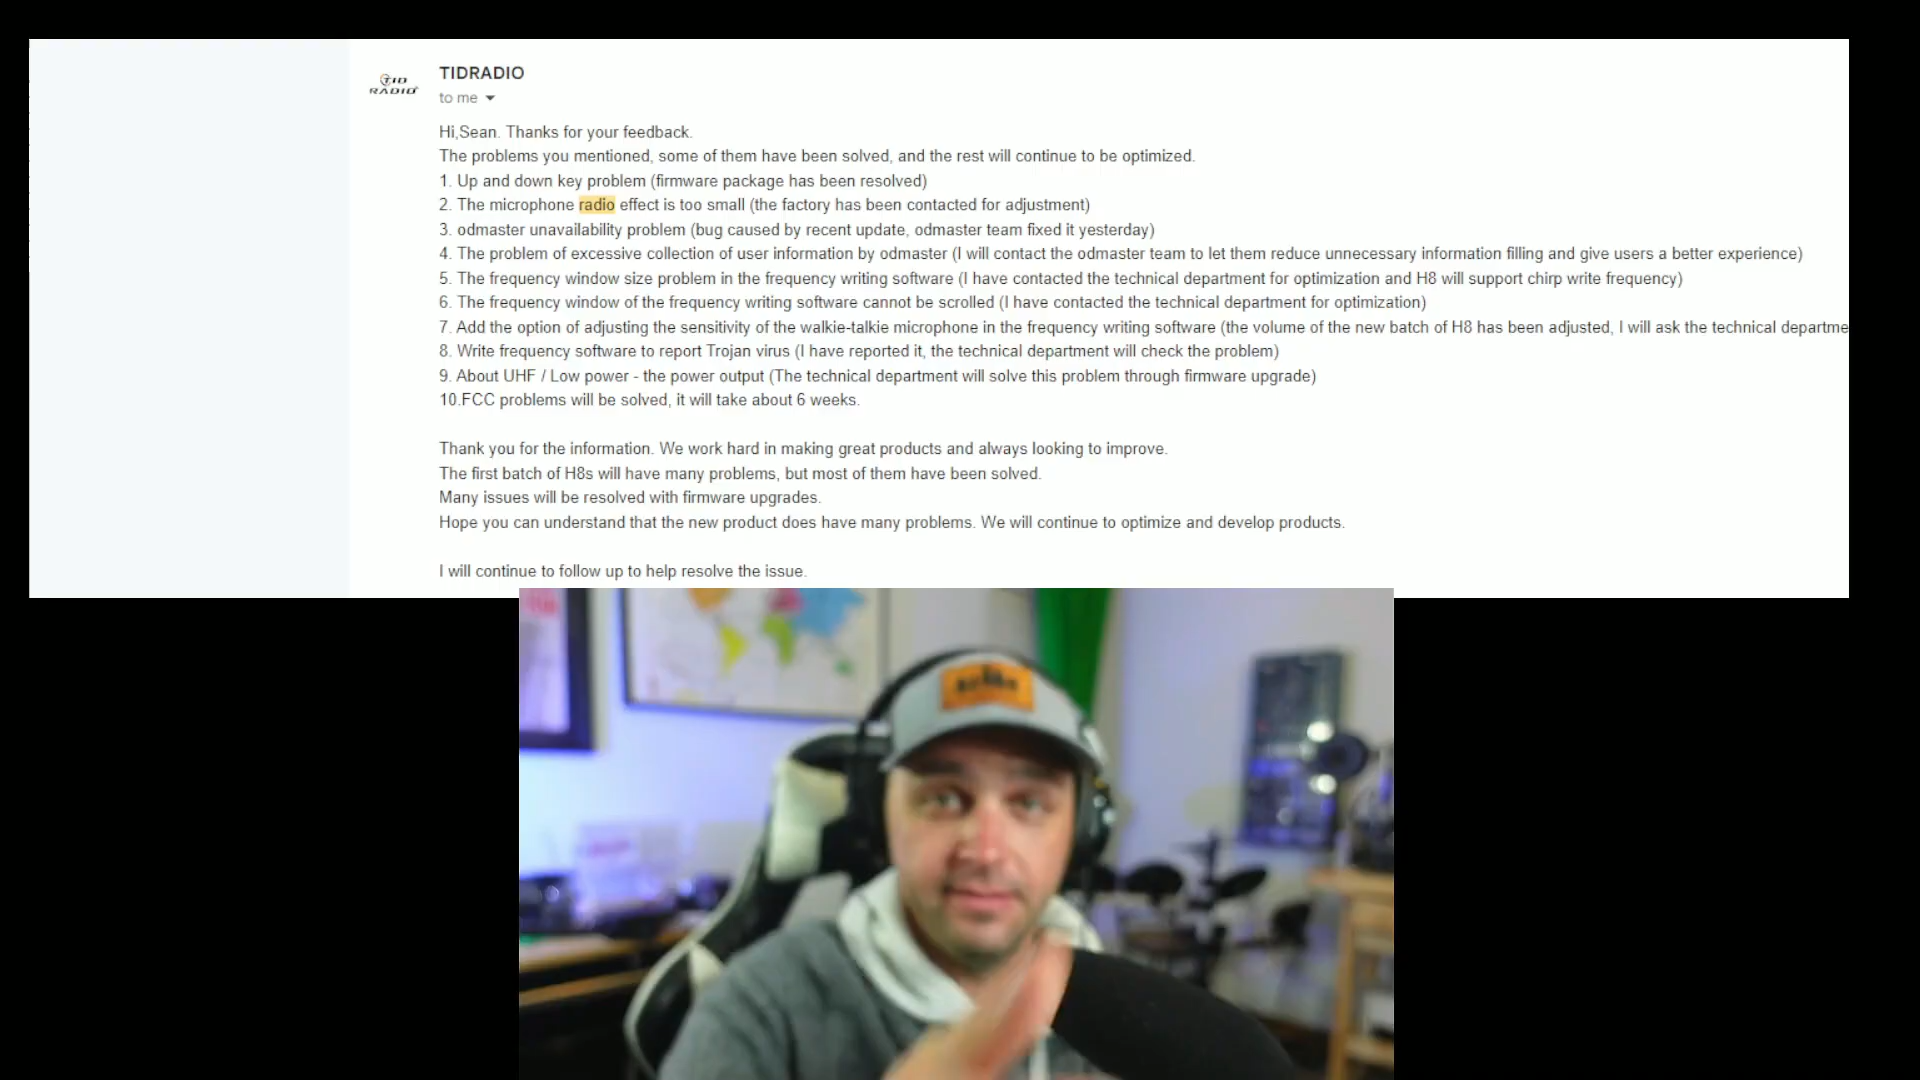 TID
RADIO
TIDRADIO
to me
Hi,Sean. Thanks for your feedback.
The problems you mentioned, some of them have been solved, and the rest will continue to be optimized.
1. Up and down key problem (firmware package has been resolved)
2. The microphone radio effect is too small (the factory has been contacted for adjustment)
3. odmaster unavailability problem (bug caused by recent update, odmaster team fixed it yesterday)
4. The problem of excessive collection of user information by odmaster (I will contact the odmaster team to let them reduce unnecessary information filling and give users a better experience)
5. The frequency window size problem in the frequency writing software (I have contacted the technical department for optimization and H8 will support chirp write frequency)
6. The frequency window of the frequency writing software cannot be scrolled (I have contacted the technical department for optimization)
7. Add the option of adjusting the sensitivity of the walkie-talkie microphone in the frequency writing software (the volume of the new batch of H8 has been adjusted, I will ask the technical departme
8. Write frequency software to report Trojan virus (I have reported it, the technical department will check the problem)
9. About UHF / Low power - the power output (The technical department will solve this problem through firmware upgrade)
10.FCC problems will be solved, it will take about 6 weeks.
Thank you for the information. We work hard in making great products and always looking to improve.
The first batch of H8s will have many problems, but most of them have been solved.
Many issues will be resolved with firmware upgrades.
Hope you can understand that the new product does have many problems. We will continue to optimize and develop products.
I will continue to follow up to help resolve the issue.